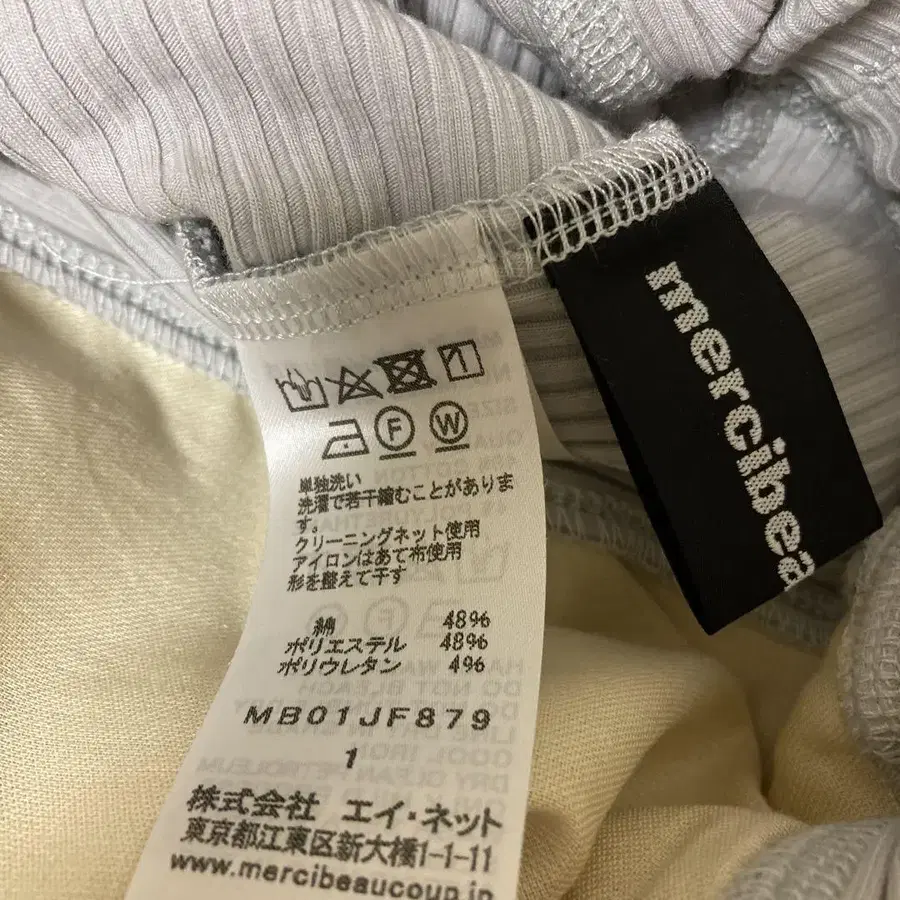 F W
単独洗い
洗濯で若干縮むことがありま
す。
クリーニングネット使用
アイロンはあて布使用
形を整えて干す
綿 48%
ポリエステル 48%
ポリウレタン 4%
MB01JF879
1
株式会社 エイ・ネット
東京都江東区新大橋1-1-11
www.mercibeaucoup.jp
mercibea